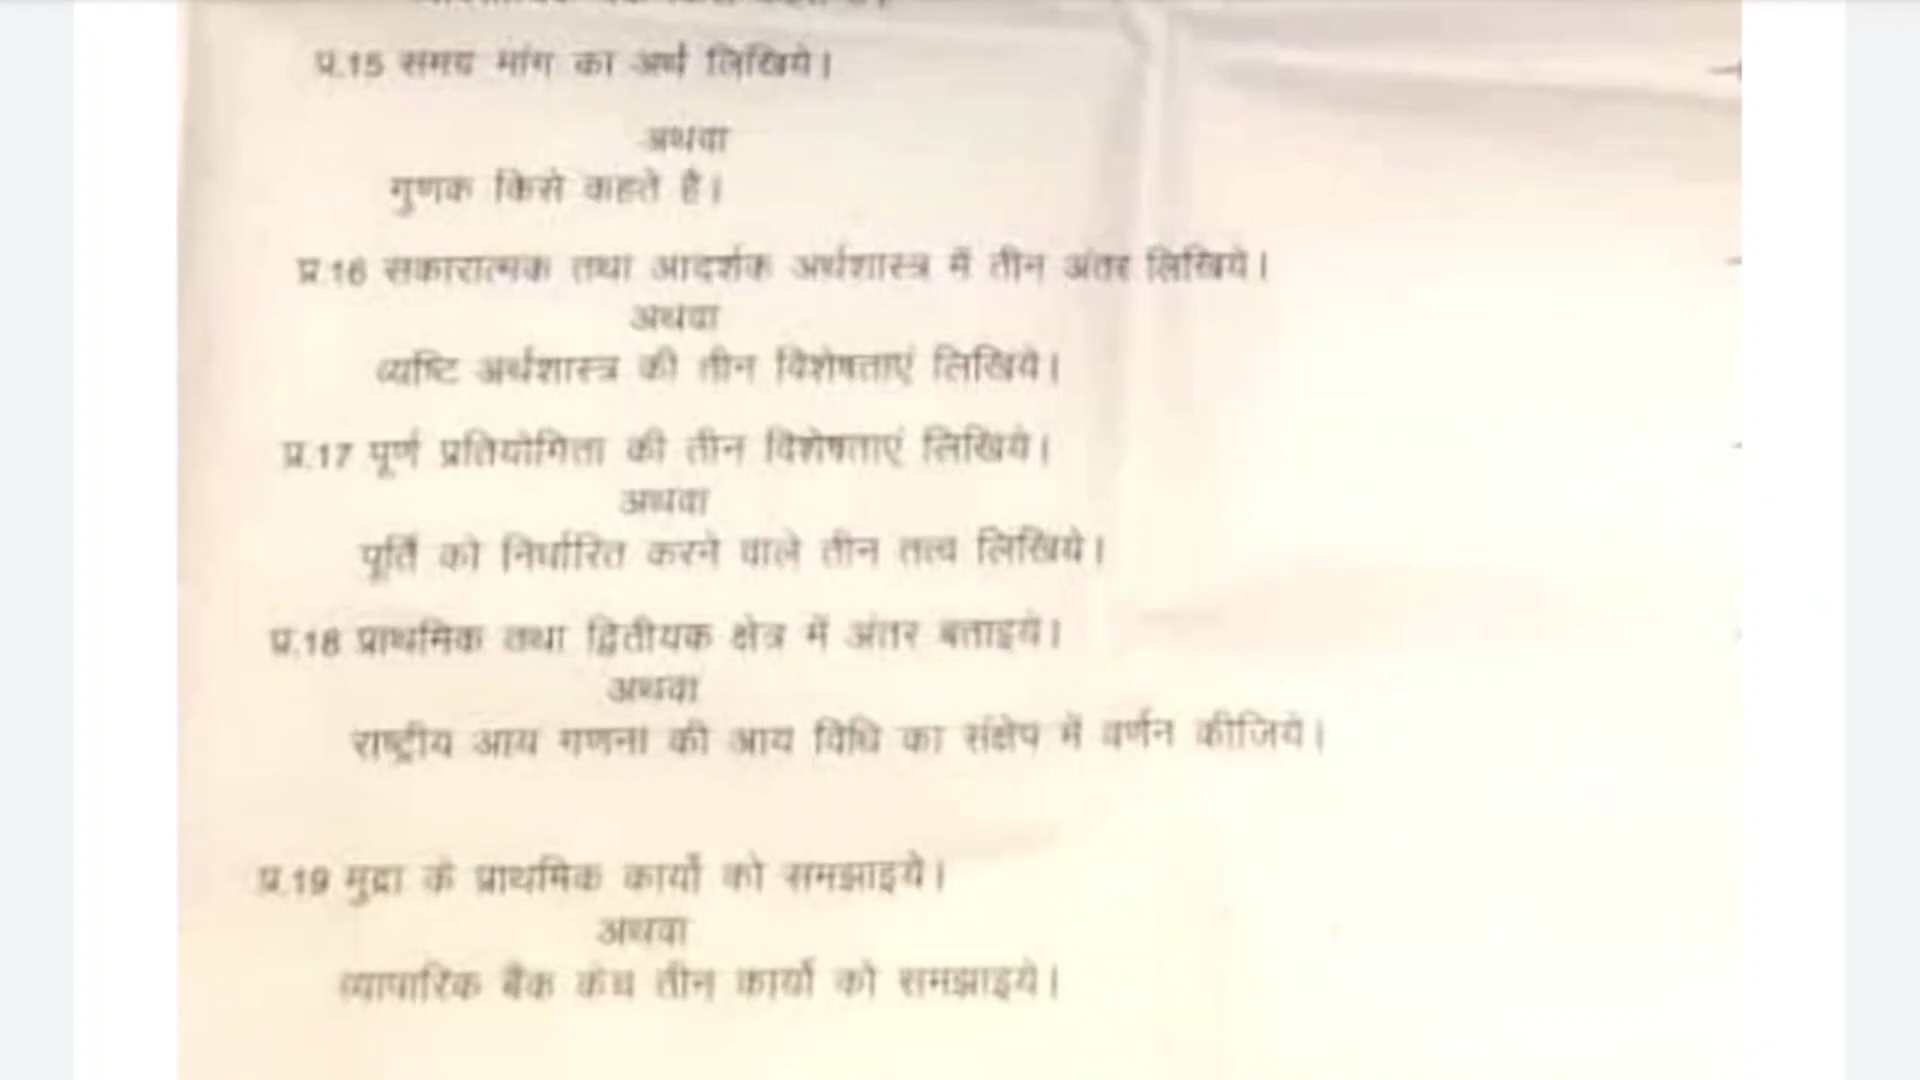 प्र.15 समग्र मांग का अर्थ लिखिये।
अथवा
गुणक किसे कहते है।
प्र.16 सकारात्मक तथा आदर्शक अर्थशास्त्र में तीन अंतर लिखिये।
अथवा
व्यष्टि अर्थशास्त्र की तीन विशेषताएं लिखिये।
प्र.17 पूर्ण प्रतियोगिता की तीन विशेषताएं लिखिये।
अथवा
पूर्ति को निर्धारित करने वाले तीन तत्व लिखिये।
प्र.18 प्राथमिक तथा द्वितीयक क्षेत्र में अंतर बताइये।
अथवा
राष्ट्रीय आय गणना की आय विधि का संक्षेप में वर्णन कीजिये।
प्र.19 मुद्रा के प्राथमिक कार्यों को समझाइये।
अथवा
व्यापारिक बैंक तीन कार्यों को समझाइये।